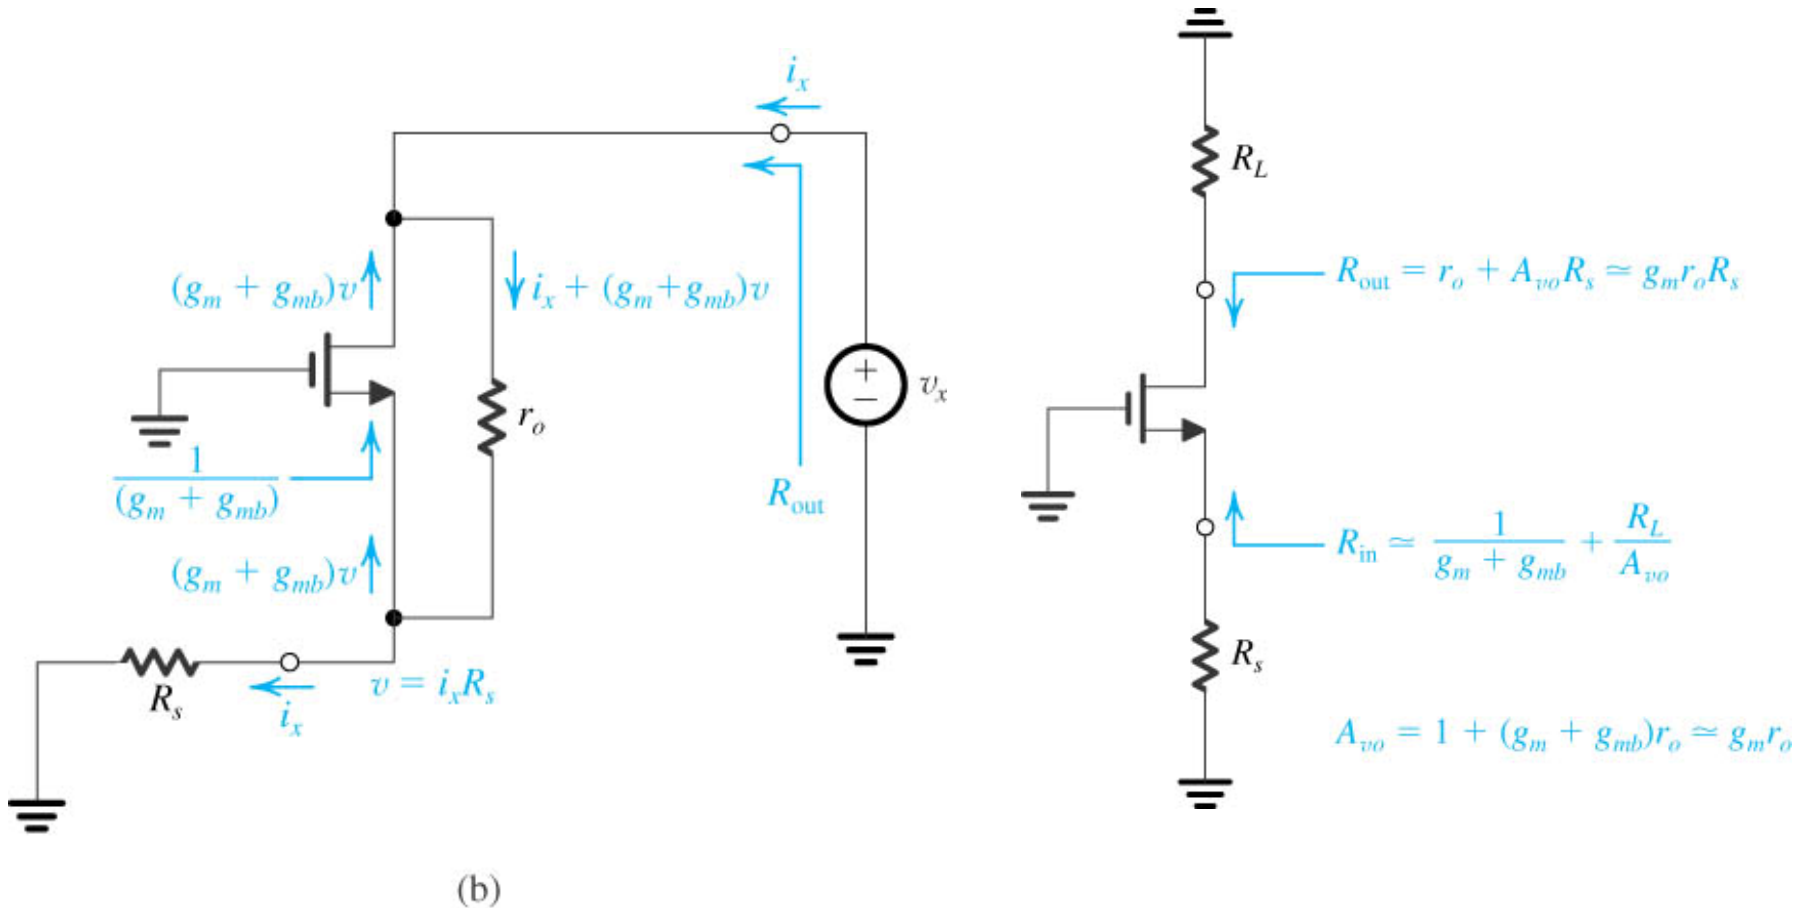 i_x
R_L
(g_m + g_mb)v
i_x + (g_m+g_mb)v
R_out = r_o + A_vo R_s ≃ g_m r_o R_s
+
−
v_x
r_o
1/(g_m + g_mb)
R_out
R_in ≃ 1/(g_m + g_mb) + R_L/A_vo
(g_m + g_mb)v
R_s
R_s
v = i_x R_s
i_x
A_vo = 1 + (g_m + g_mb)r_o ≃ g_m r_o
(b)